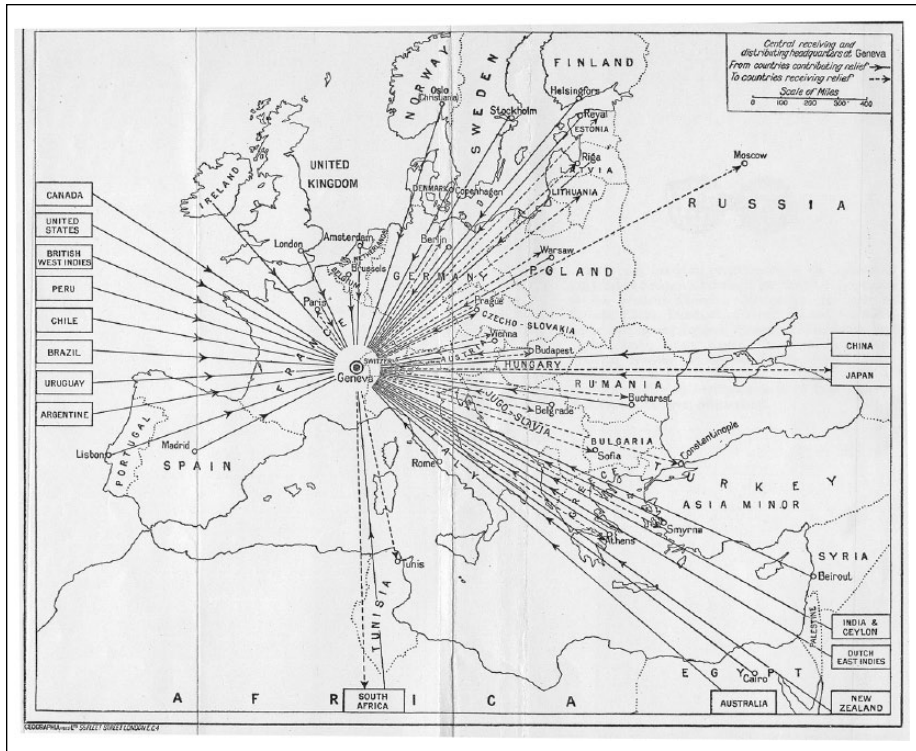 Central receiving and
distributing headquarters at Geneva
From countries contributing relief
To countries receiving relief
Scale of Miles
0 100 200 300 400
FINLAND
NORWAY
SWEDEN
Oslo
Christiania
Stockholm
Helsingfors
Reval
ESTONIA
Riga
LATVIA
LITHUANIA
Moscow
RUSSIA
IRELAND
UNITED
KINGDOM
DENMARK
Copenhagen
CANADA
UNITED
STATES
BRITISH
WEST INDIES
PERU
CHILE
BRAZIL
URUGUAY
ARGENTINE
London
Amsterdam
Brussels
BELGIUM
Berlin
GERMANY
Warsaw
POLAND
Paris
FRANCE
Prague
CZECHO-SLOVAKIA
Vienna
AUSTRIA
Budapest
HUNGARY
Geneva
RUMANIA
Bucharest
CHINA
JAPAN
JUGO-SLAVIA
Belgrade
BULGARIA
Sofia
Constantinople
Lisbon
PORTUGAL
Madrid
SPAIN
Rome
ITALY
GREECE
TURKEY
ASIA MINOR
Athens
Smyrna
SYRIA
Beirout
PALESTINE
Tunis
TUNISIA
INDIA &
CEYLON
DUTCH
EAST INDIES
EGYPT
Cairo
AFRICA
SOUTH
AFRICA
AUSTRALIA
NEW
ZEALAND